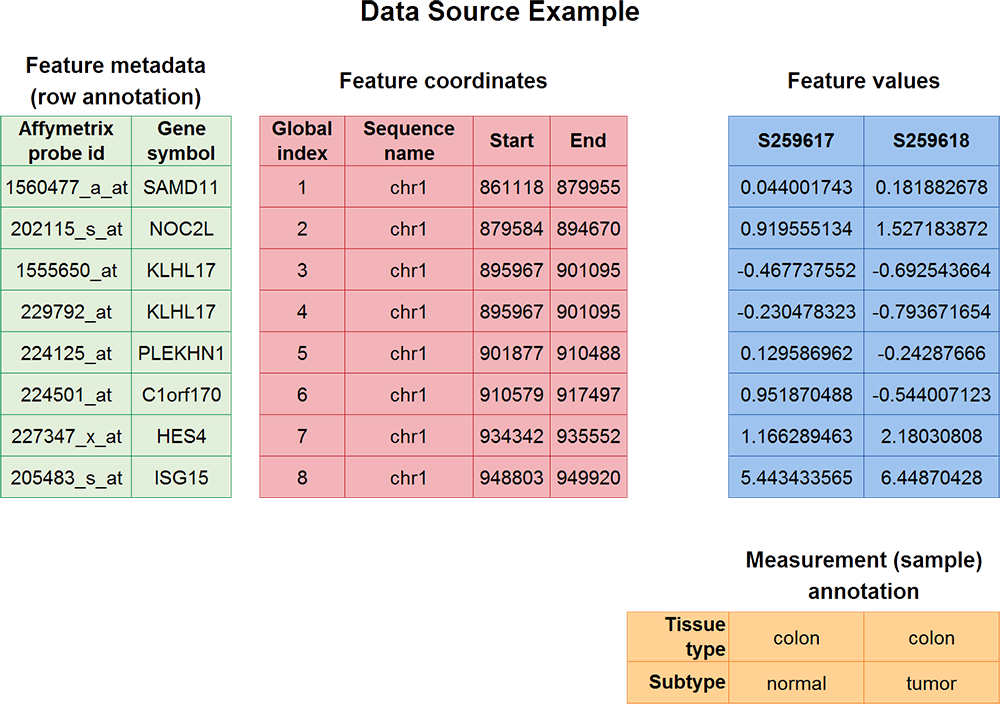 Data Source Example
Feature metadata
(row annotation)
Feature coordinates
Feature values
Affymetrix probe id Gene symbol Global index Sequence name Start End S259617 S259618
1560477_a_at SAMD11 1 chr1 861118 879955 0.044001743 0.181882678
202115_s_at NOC2L 2 chr1 879584 894670 0.919555134 1.527183872
1555650_at KLHL17 3 chr1 895967 901095 -0.467737552 -0.692543664
229792_at KLHL17 4 chr1 895967 901095 -0.230478323 -0.793671654
224125_at PLEKHN1 5 chr1 901877 910488 0.129586962 -0.24287666
224501_at C1orf170 6 chr1 910579 917497 0.951870488 -0.544007123
227347_x_at HES4 7 chr1 934342 935552 1.166289463 2.18030808
205483_s_at ISG15 8 chr1 948803 949920 5.443433565 6.44870428
Measurement (sample)
annotation
Tissue type colon colon
Subtype normal tumor